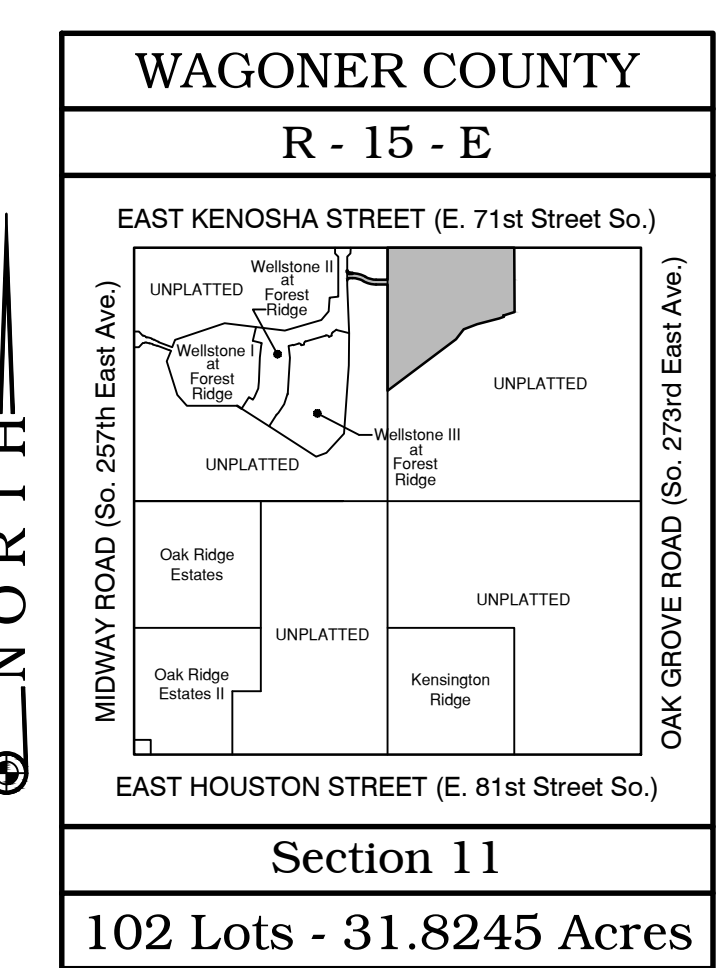 WAGONER COUNTY
R - 15 - E
EAST KENOSHA STREET (E. 71st Street So.)
MIDWAY ROAD (So. 257th East Ave.)
OAK GROVE ROAD (So. 273rd East Ave.)
NORTH
UNPLATTED
Wellstone II
at
Forest
Ridge
Wellstone I
at
Forest
Ridge
UNPLATTED
Wellstone III
at
Forest
Ridge
UNPLATTED
Oak Ridge
Estates
UNPLATTED
UNPLATTED
Oak Ridge
Estates II
Kensington
Ridge
EAST HOUSTON STREET (E. 81st Street So.)
Section 11
102 Lots - 31.8245 Acres